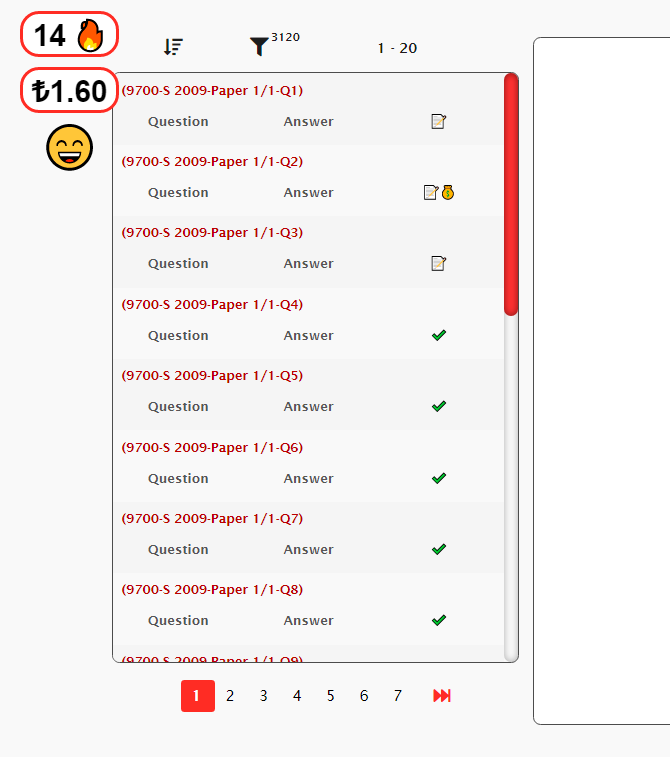 14
3120
1 - 20
₺1.60
(9700-S 2009-Paper 1/1-Q1)
Question Answer
(9700-S 2009-Paper 1/1-Q2)
Question Answer
(9700-S 2009-Paper 1/1-Q3)
Question Answer
(9700-S 2009-Paper 1/1-Q4)
Question Answer
(9700-S 2009-Paper 1/1-Q5)
Question Answer
(9700-S 2009-Paper 1/1-Q6)
Question Answer
(9700-S 2009-Paper 1/1-Q7)
Question Answer
(9700-S 2009-Paper 1/1-Q8)
Question Answer
(9700-S 2009-Paper 1/1-Q9)
1 2 3 4 5 6 7